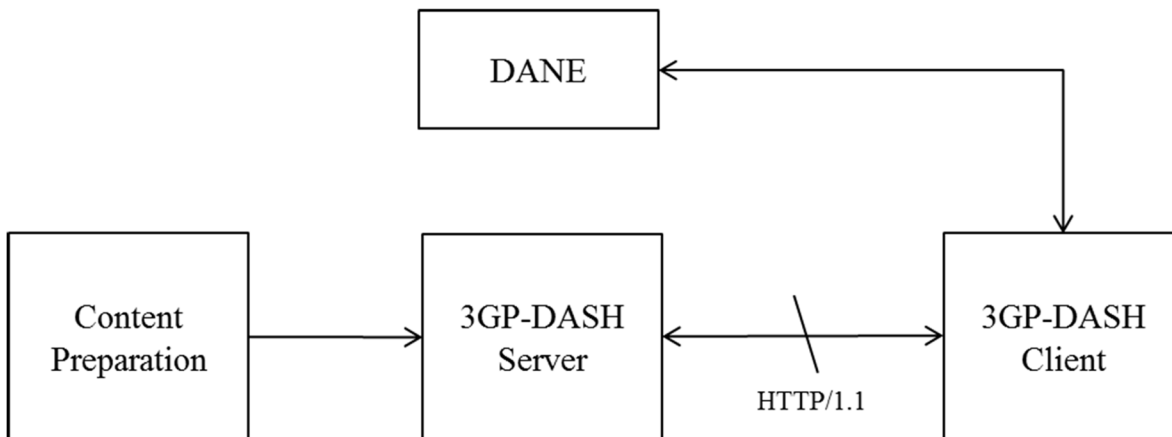 DANE
Content
Preparation
3GP-DASH
Server
HTTP/1.1
3GP-DASH
Client